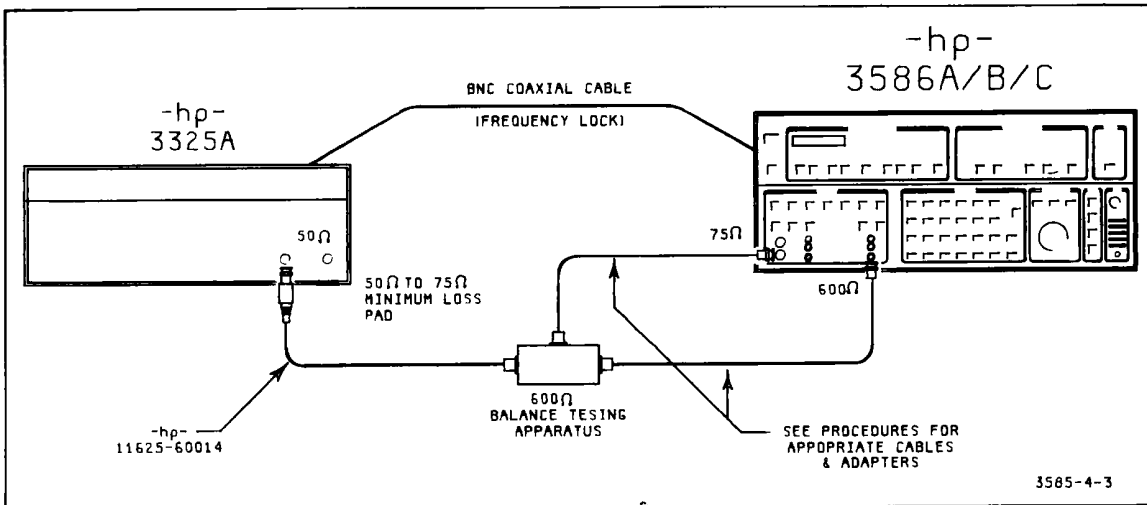 -hp-
3325A
BNC COAXIAL CABLE
(FREQUENCY LOCK)
-hp-
3586A/B/C
50Ω
50Ω TO 75Ω
MINIMUM LOSS
PAD
75Ω
600Ω
600Ω
BALANCE TESING
APPARATUS
-hp-
11625-60014
SEE PROCEDURES FOR
APPOPRIATE CABLES
& ADAPTERS
3585-4-3